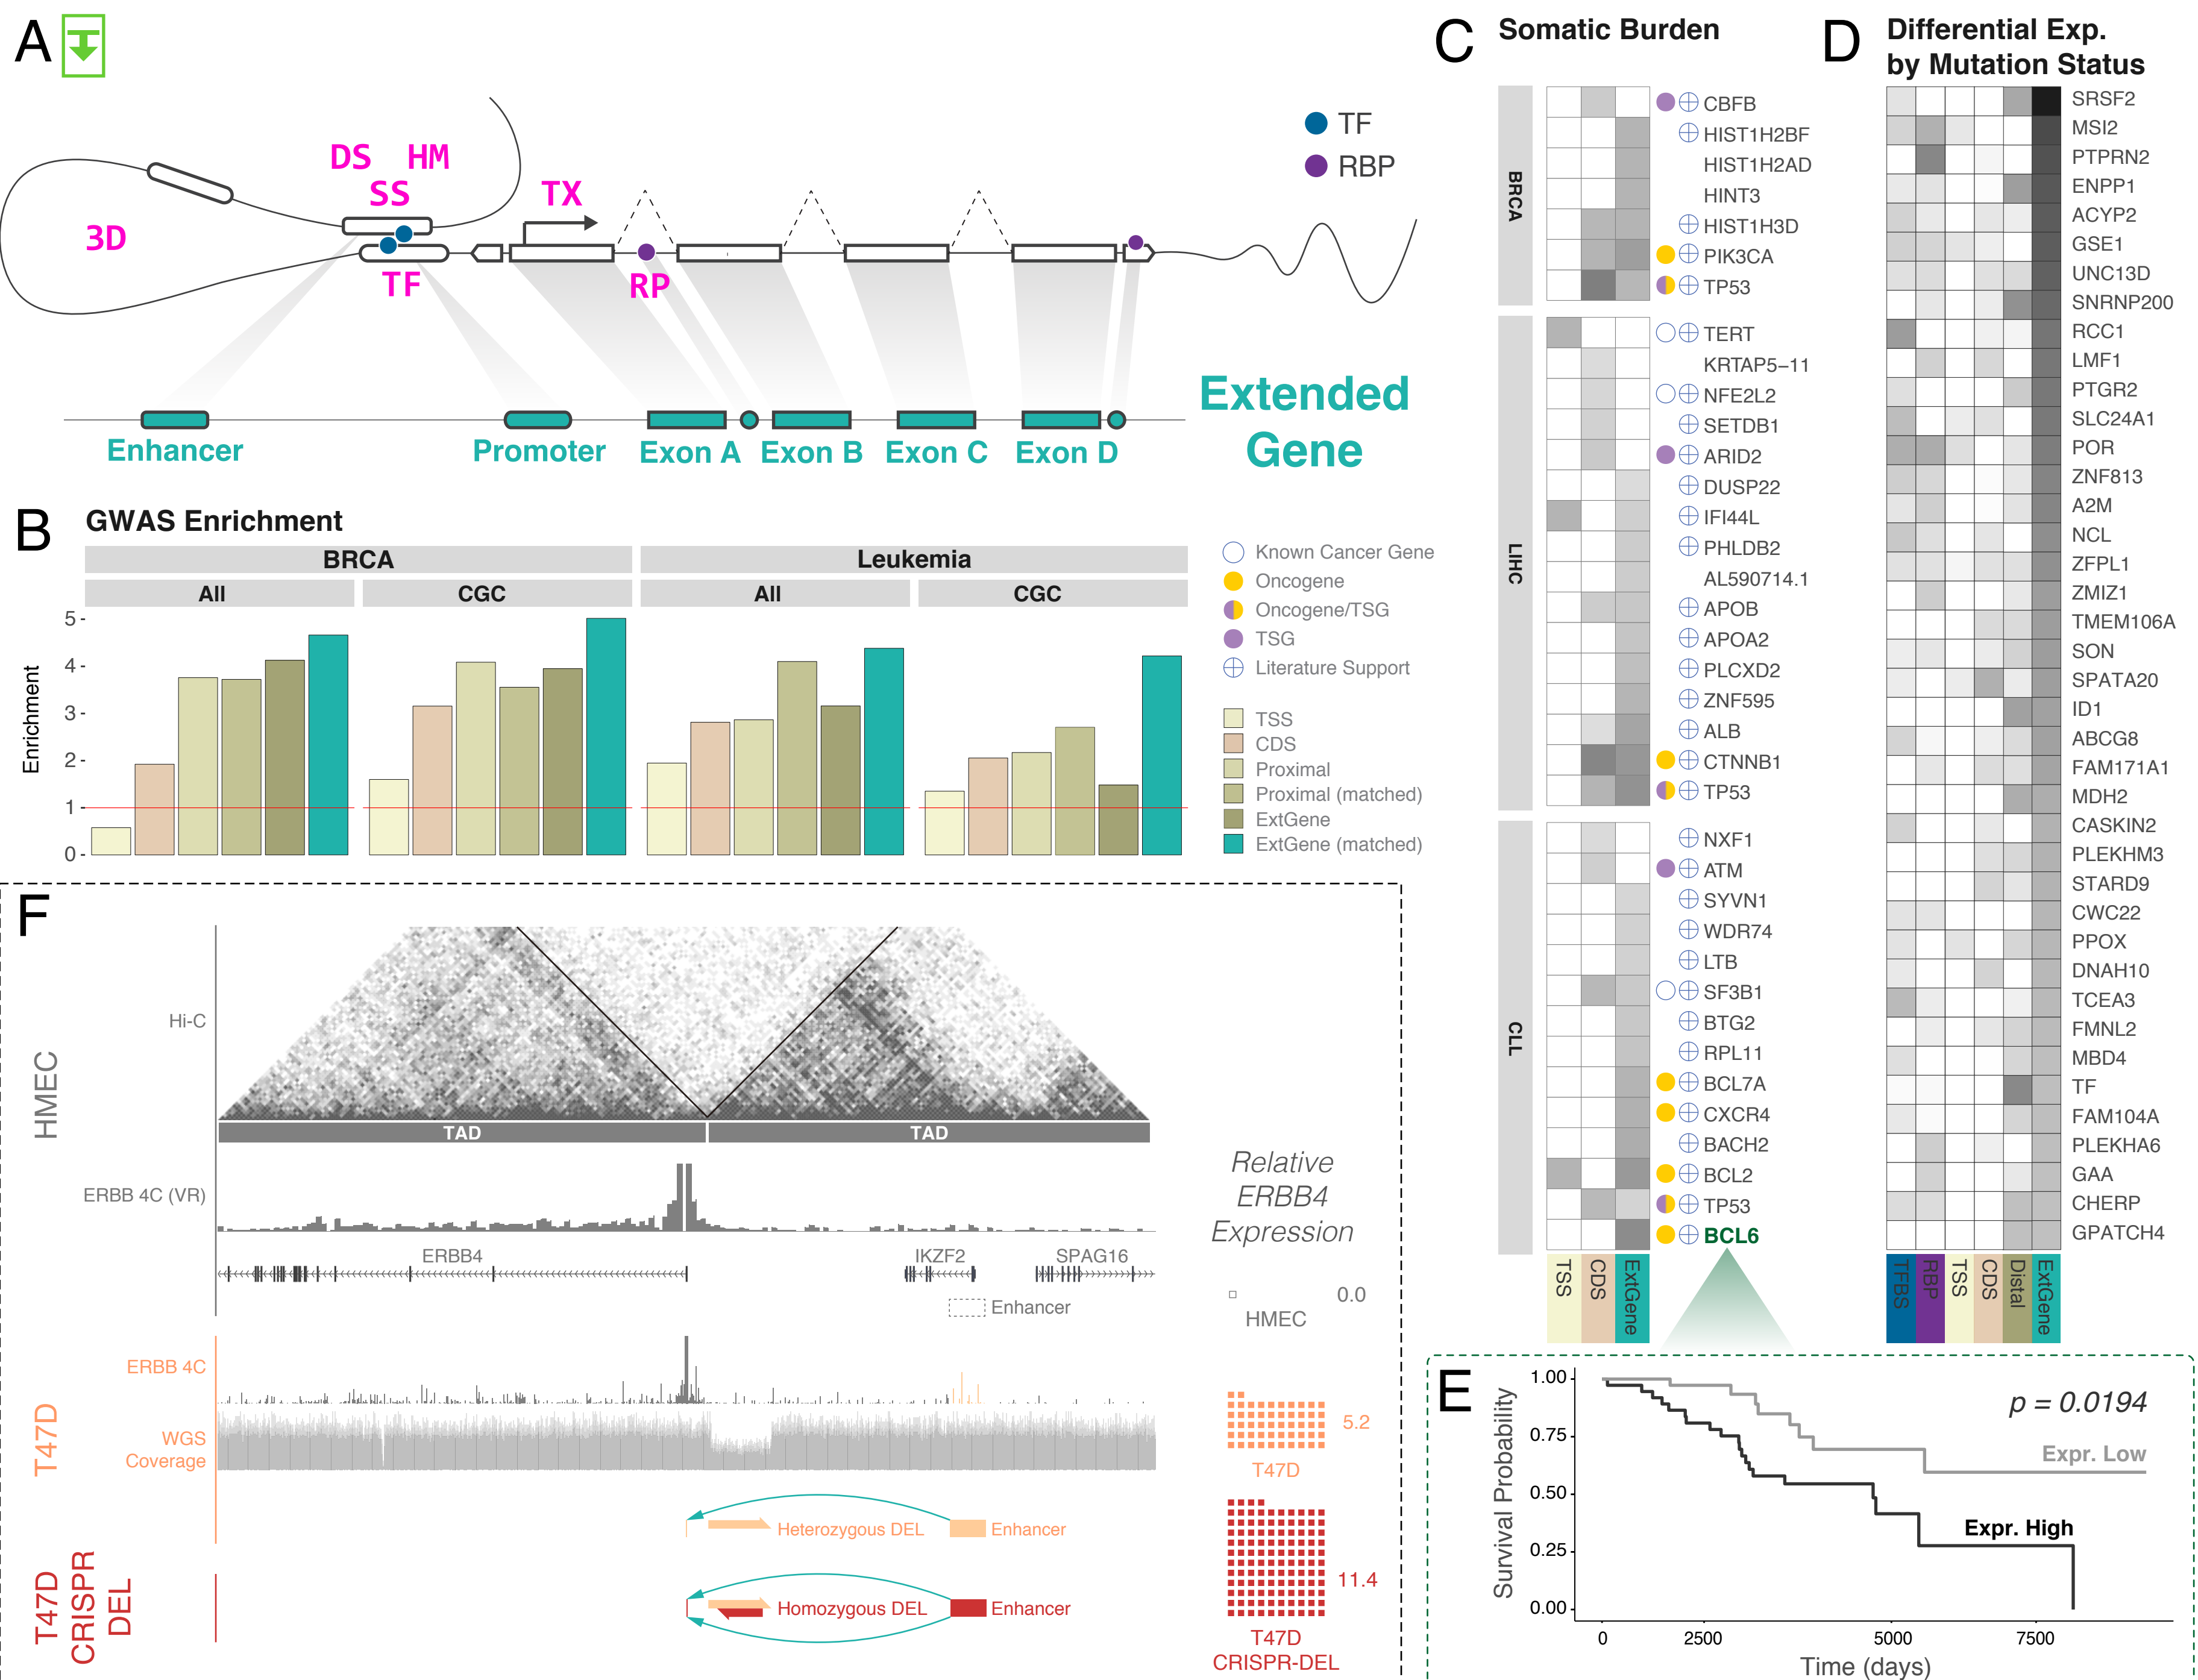 A
DS HM
SS
3D
TF
TX
RP
TF
RBP
Enhancer
Promoter
Exon A
Exon B
Exon C
Exon D
Extended
Gene
B
GWAS Enrichment
BRCA
Leukemia
All
CGC
All
CGC
Enrichment
5
4
3
2
1
0
Known Cancer Gene
Oncogene
Oncogene/TSG
TSG
Literature Support
TSS
CDS
Proximal
Proximal (matched)
ExtGene
ExtGene (matched)
C
Somatic Burden
BRCA
CBFB
HIST1H2BF
HIST1H2AD
HINT3
HIST1H3D
PIK3CA
TP53
LIHC
TERT
KRTAP5−11
NFE2L2
SETDB1
ARID2
DUSP22
IFI44L
PHLDB2
AL590714.1
APOB
APOA2
PLCXD2
ZNF595
ALB
CTNNB1
TP53
CLL
NXF1
ATM
SYVN1
WDR74
LTB
SF3B1
BTG2
RPL11
BCL7A
CXCR4
BACH2
BCL2
TP53
BCL6
TSS
CDS
ExtGene
D
Differential Exp.
by Mutation Status
SRSF2
MSI2
PTPRN2
ENPP1
ACYP2
GSE1
UNC13D
SNRNP200
RCC1
LMF1
PTGR2
SLC24A1
POR
ZNF813
A2M
NCL
ZFPL1
ZMIZ1
TMEM106A
SON
SPATA20
ID1
ABCG8
FAM171A1
MDH2
CASKIN2
PLEKHM3
STARD9
CWC22
PPOX
DNAH10
TCEA3
FMNL2
MBD4
TF
FAM104A
PLEKHA6
GAA
CHERP
GPATCH4
TFBS
RBP
TSS
CDS
Distal
ExtGene
E
Survival Probability
1.00
0.75
0.50
0.25
0.00
p = 0.0194
Expr. Low
Expr. High
0
2500
5000
7500
Time (days)
F
HMEC
Hi-C
TAD
TAD
ERBB 4C (VR)
ERBB4
IKZF2
SPAG16
Enhancer
Relative
ERBB4
Expression
0.0
HMEC
T47D
ERBB 4C
WGS
Coverage
Heterozygous DEL
Enhancer
5.2
T47D
T47D
CRISPR
DEL
Homozygous DEL
Enhancer
11.4
T47D
CRISPR-DEL